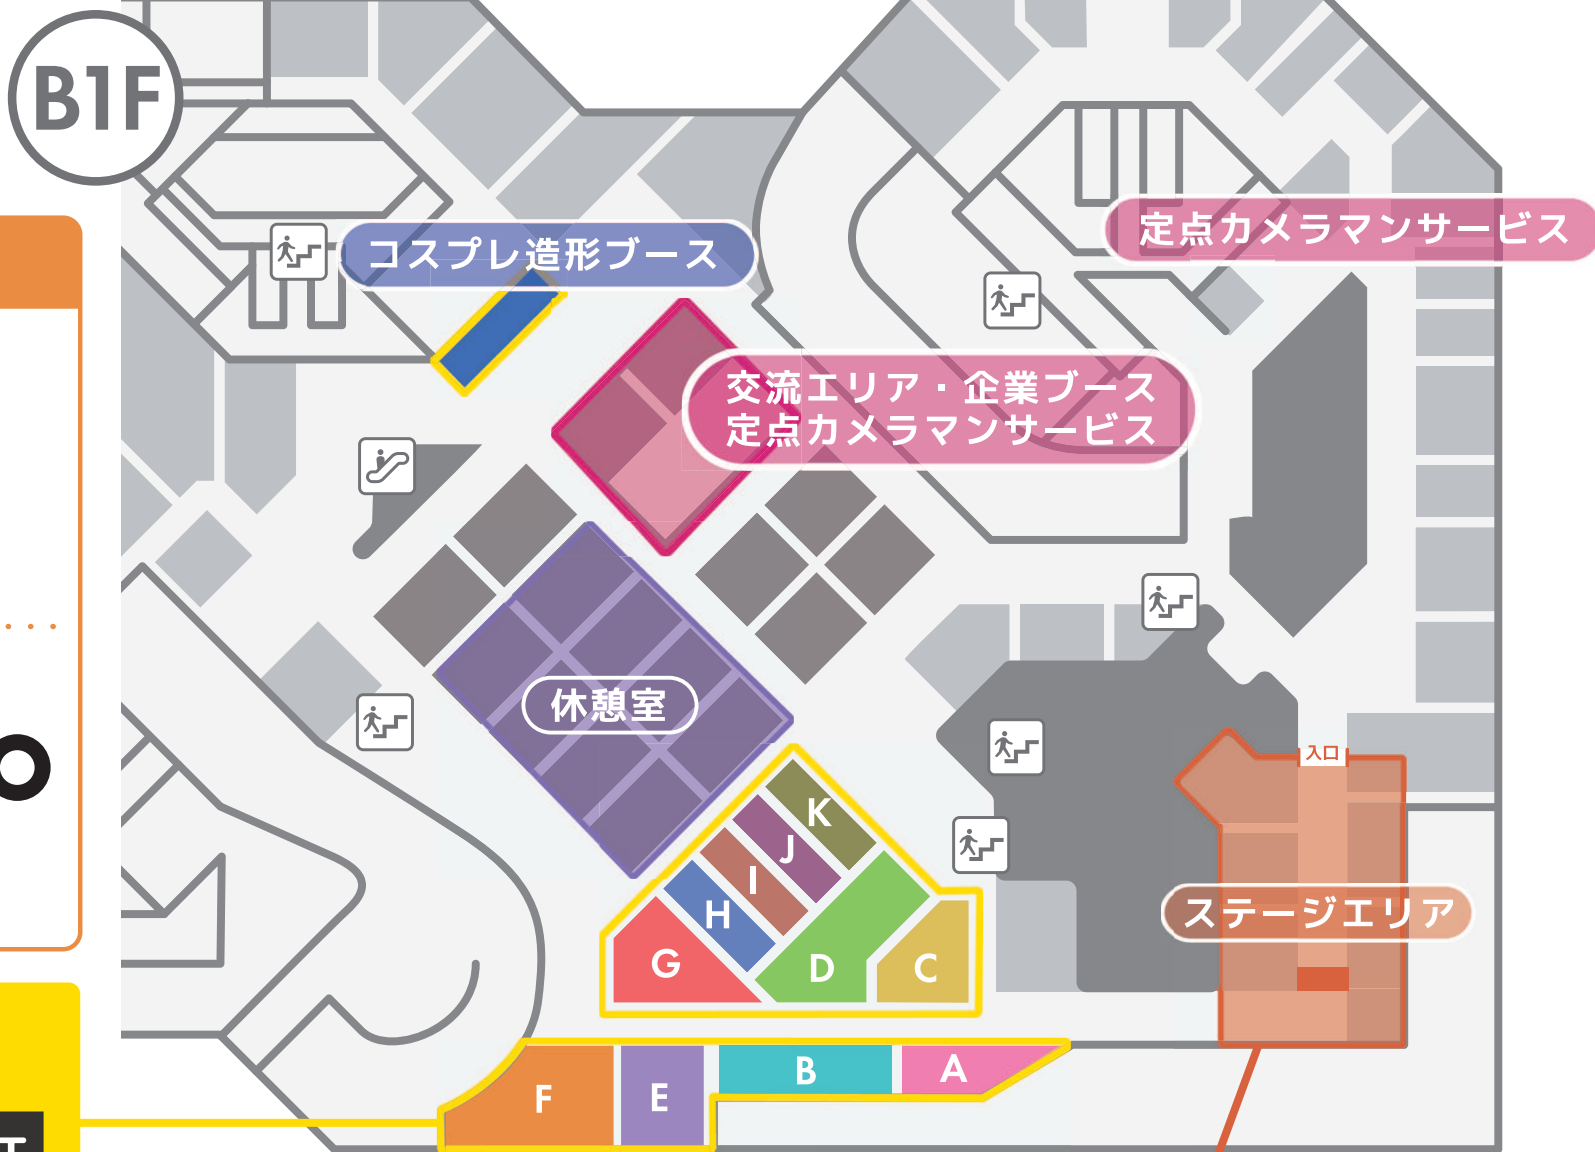 B1F
コスプレ造形ブース
定点カメラマンサービス
交流エリア・企業ブース
定点カメラマンサービス
休憩室
入口
ステージエリア
K
J
I
H
G
D
C
F
E
B
A